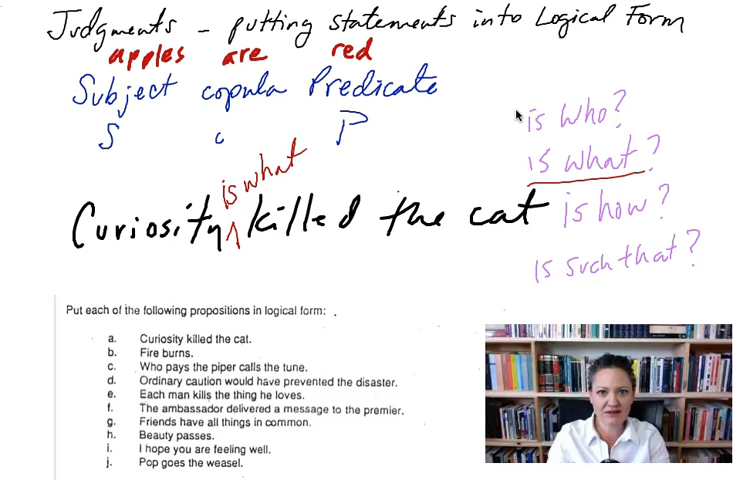 Judgments - putting statements into Logical Form
apples are red
Subject copula Predicate
S c P
is who?
is what?
is what
Curiosity killed the cat
is how?
is such that?
Put each of the following propositions in logical form: .
a. Curiosity killed the cat.
b. Fire burns.
c. Who pays the piper calls the tune.
d. Ordinary caution would have prevented the disaster.
e. Each man kills the thing he loves.
f. The ambassador delivered a message to the premier.
g. Friends have all things in common.
h. Beauty passes.
i. I hope you are feeling well.
j. Pop goes the weasel.